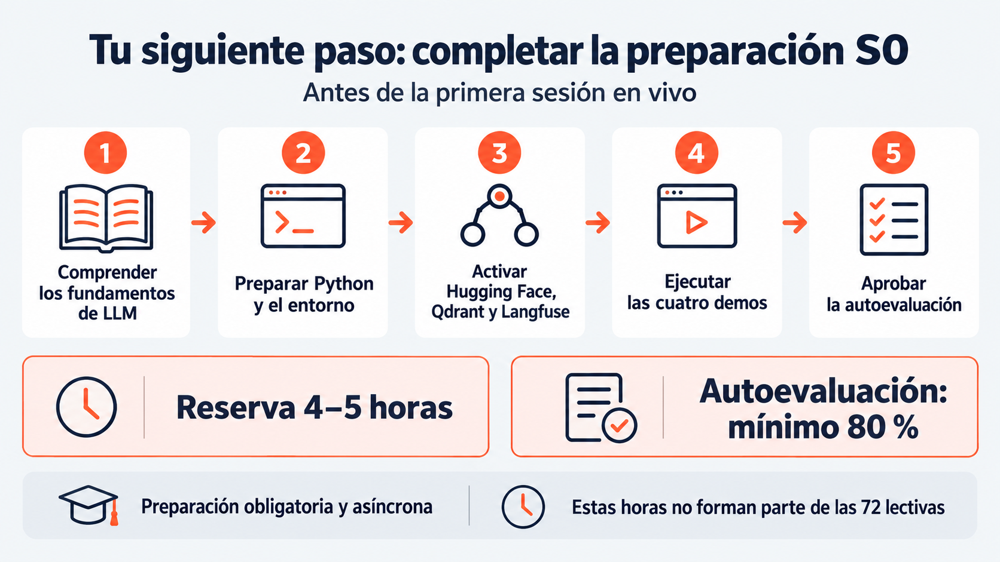 Tu siguiente paso: completar la preparación S0
Antes de la primera sesión en vivo
1
Comprender
los fundamentos
de LLM
2
Preparar Python
y el entorno
3
Activar
Hugging Face,
Qdrant y Langfuse
4
Ejecutar
las cuatro demos
5
Aprobar
la autoevaluación
Reserva 4–5 horas
Autoevaluación:
mínimo 80 %
Preparación obligatoria y asíncrona
Estas horas no forman parte de las 72 lectivas